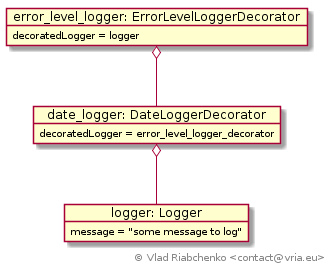 error_level_logger: ErrorLevelLoggerDecorator
decoratedLogger = logger
date_logger: DateLoggerDecorator
decoratedLogger = error_level_logger_decorator
logger: Logger
message = "some message to log"
© Vlad Riabchenko <contact@vria.eu>